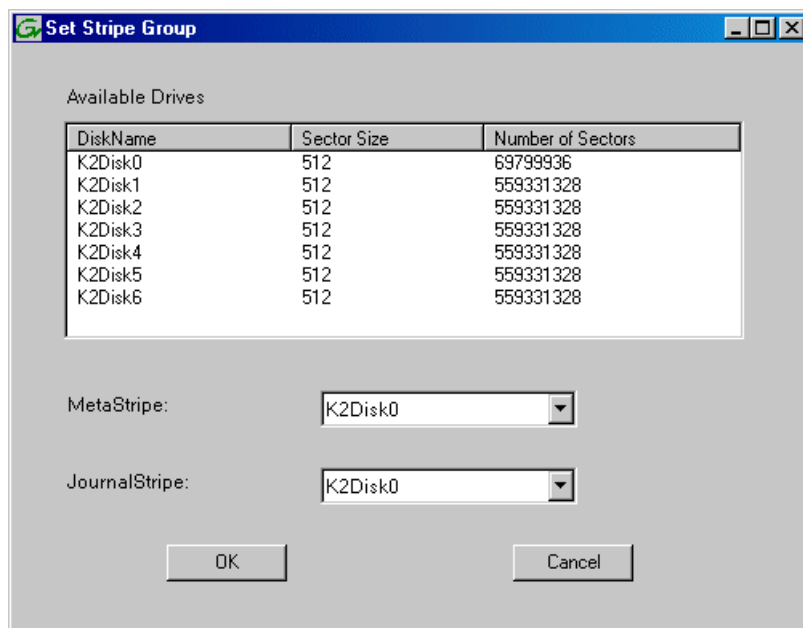 Set Stripe Group
Available Drives
DiskName Sector Size Number of Sectors
K2Disk0 512 69799936
K2Disk1 512 559331328
K2Disk2 512 559331328
K2Disk3 512 559331328
K2Disk4 512 559331328
K2Disk5 512 559331328
K2Disk6 512 559331328
MetaStripe: K2Disk0
JournalStripe: K2Disk0
OK Cancel